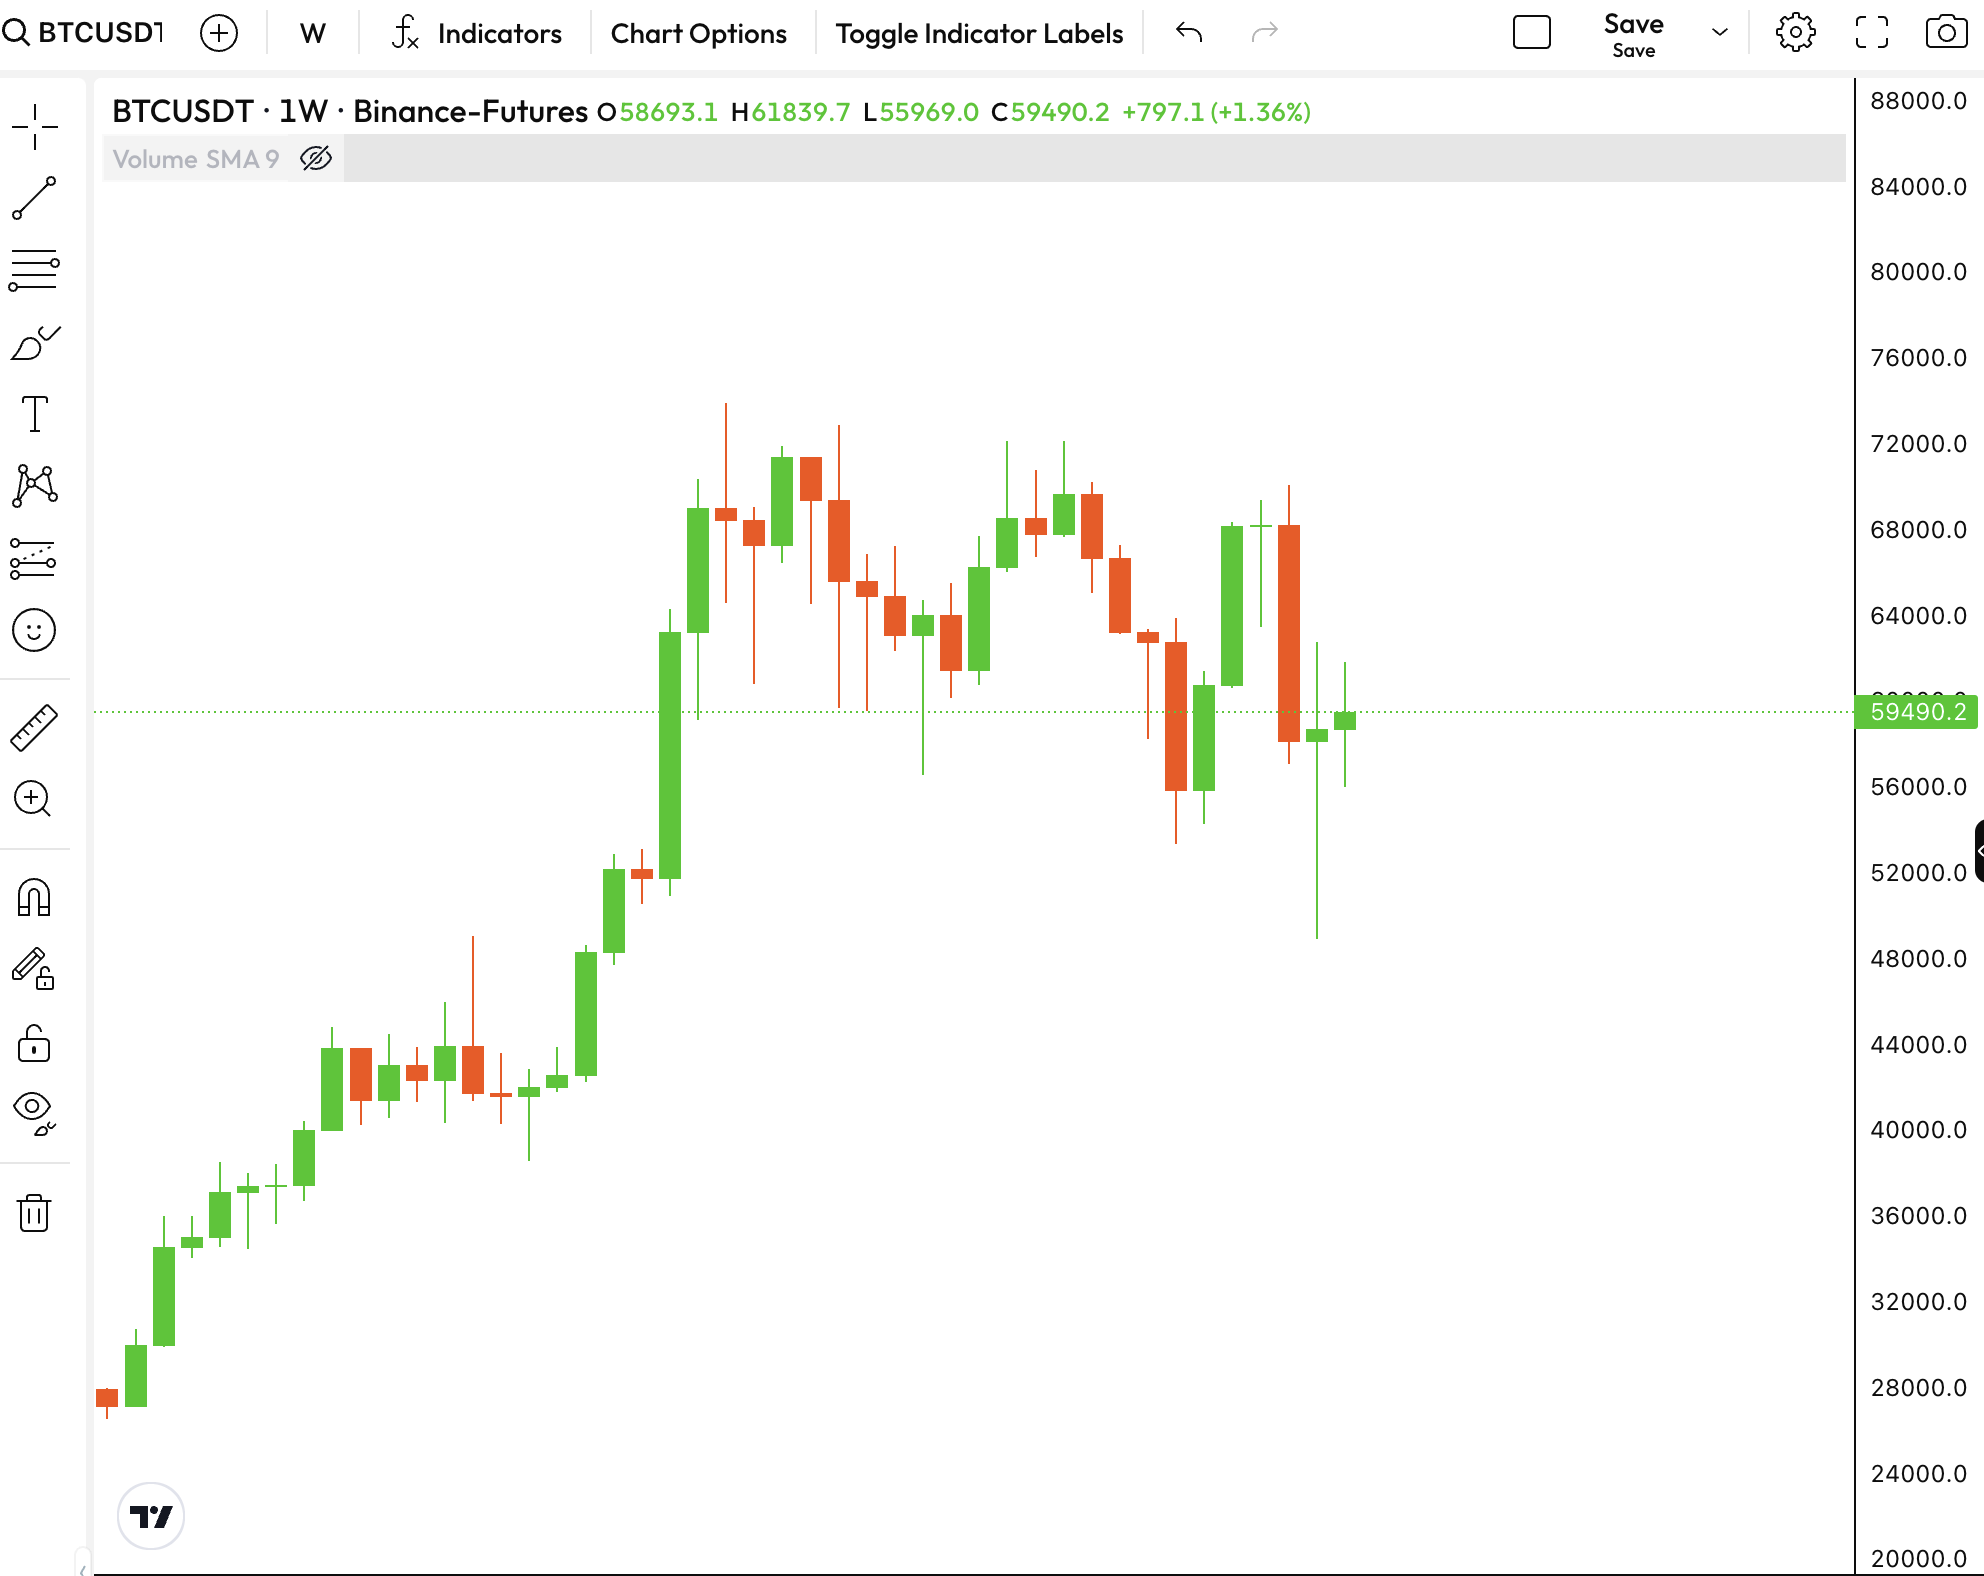 BTCUSDT
W
Indicators
Chart Options
Toggle Indicator Labels
Save
Save
BTCUSDT · 1W · Binance-Futures O58693.1 H61839.7 L55969.0 C59490.2 +797.1 (+1.36%)
Volume SMA 9
88000.0
84000.0
80000.0
76000.0
72000.0
68000.0
64000.0
59490.2
56000.0
52000.0
48000.0
44000.0
40000.0
36000.0
32000.0
28000.0
24000.0
20000.0